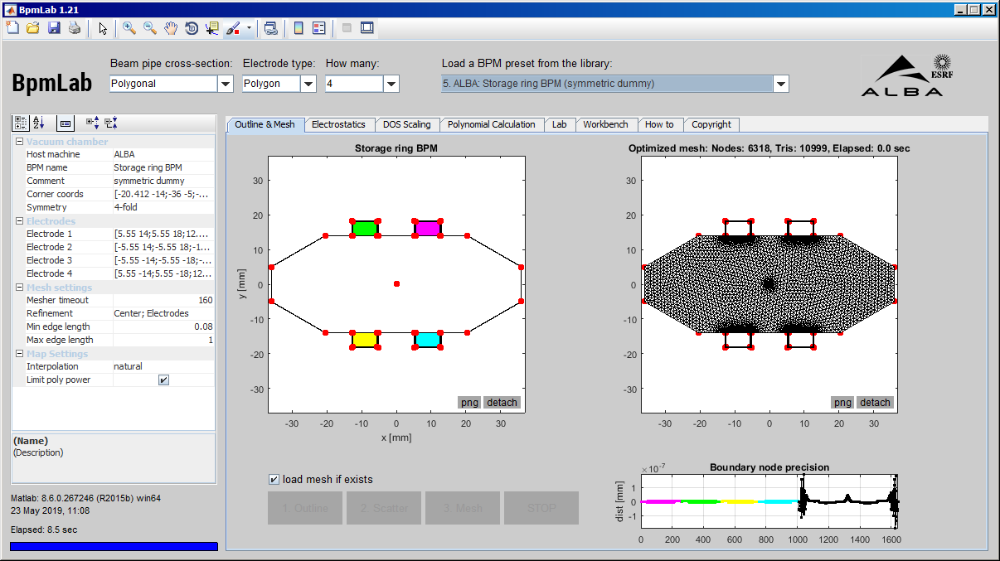 BpmLab 1.21
Beam pipe cross-section: Electrode type: How many: Load a BPM preset from the library:
BpmLab
Polygonal Polygon 4 5. ALBA: Storage ring BPM (symmetric dummy)
ESRF
ALBA
Outline & Mesh Electrostatics DOS Scaling Polynomial Calculation Lab Workbench How to Copyright
Vacuum chamber
Host machine ALBA
BPM name Storage ring BPM
Comment symmetric dummy
Corner coords [-20.412 -14;-36 -5;-...
Symmetry 4-fold
Electrodes
Electrode 1 [5.55 14;5.55 18;12....
Electrode 2 [-5.55 14;-5.55 18;-1...
Electrode 3 [-5.55 -14;-5.55 -18;-...
Electrode 4 [5.55 -14;5.55 -18;12...
Mesh settings
Mesher timeout 160
Refinement Center; Electrodes
Min edge length 0.08
Max edge length 1
Map Settings
Interpolation natural
Limit poly power
(Name)
(Description)
Matlab: 8.6.0.267246 (R2015b) win64
23 May 2019, 11:08
Elapsed: 8.5 sec
Storage ring BPM
30
20
10
0
-10
-20
-30
y [mm]
-30 -20 -10 0 10 20 30
x [mm]
png detach
Optimized mesh: Nodes: 6318, Tris: 10999, Elapsed: 0.0 sec
30
20
10
0
-10
-20
-30
-30 -20 -10 0 10 20 30
png detach
load mesh if exists
1. Outline 2. Scatter 3. Mesh STOP
Boundary node precision
×10⁻⁷
1
0
-1
dist [mm]
0 200 400 600 800 1000 1200 1400 1600